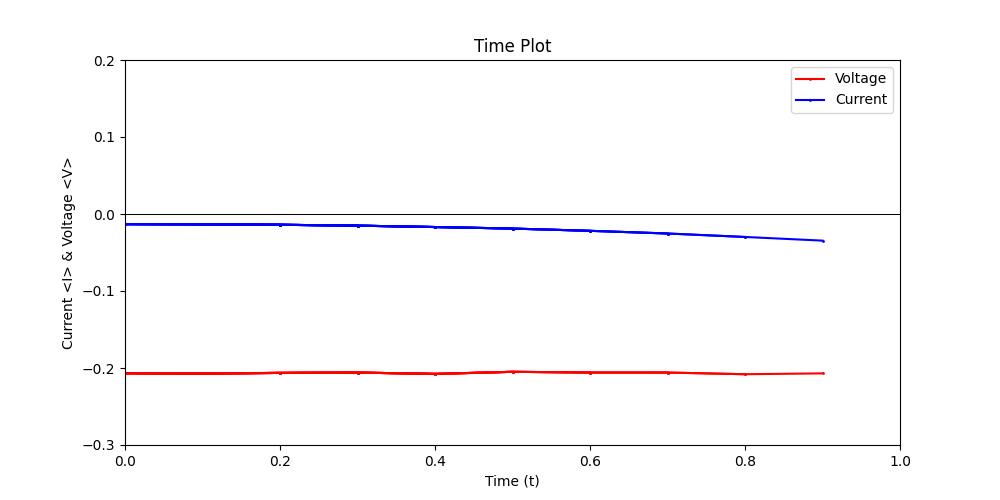 Time Plot
Voltage
Current
0.2
0.1
0.0
−0.1
−0.2
−0.3
Current <I> & Voltage <V>
0.0 0.2 0.4 0.6 0.8 1.0
Time (t)